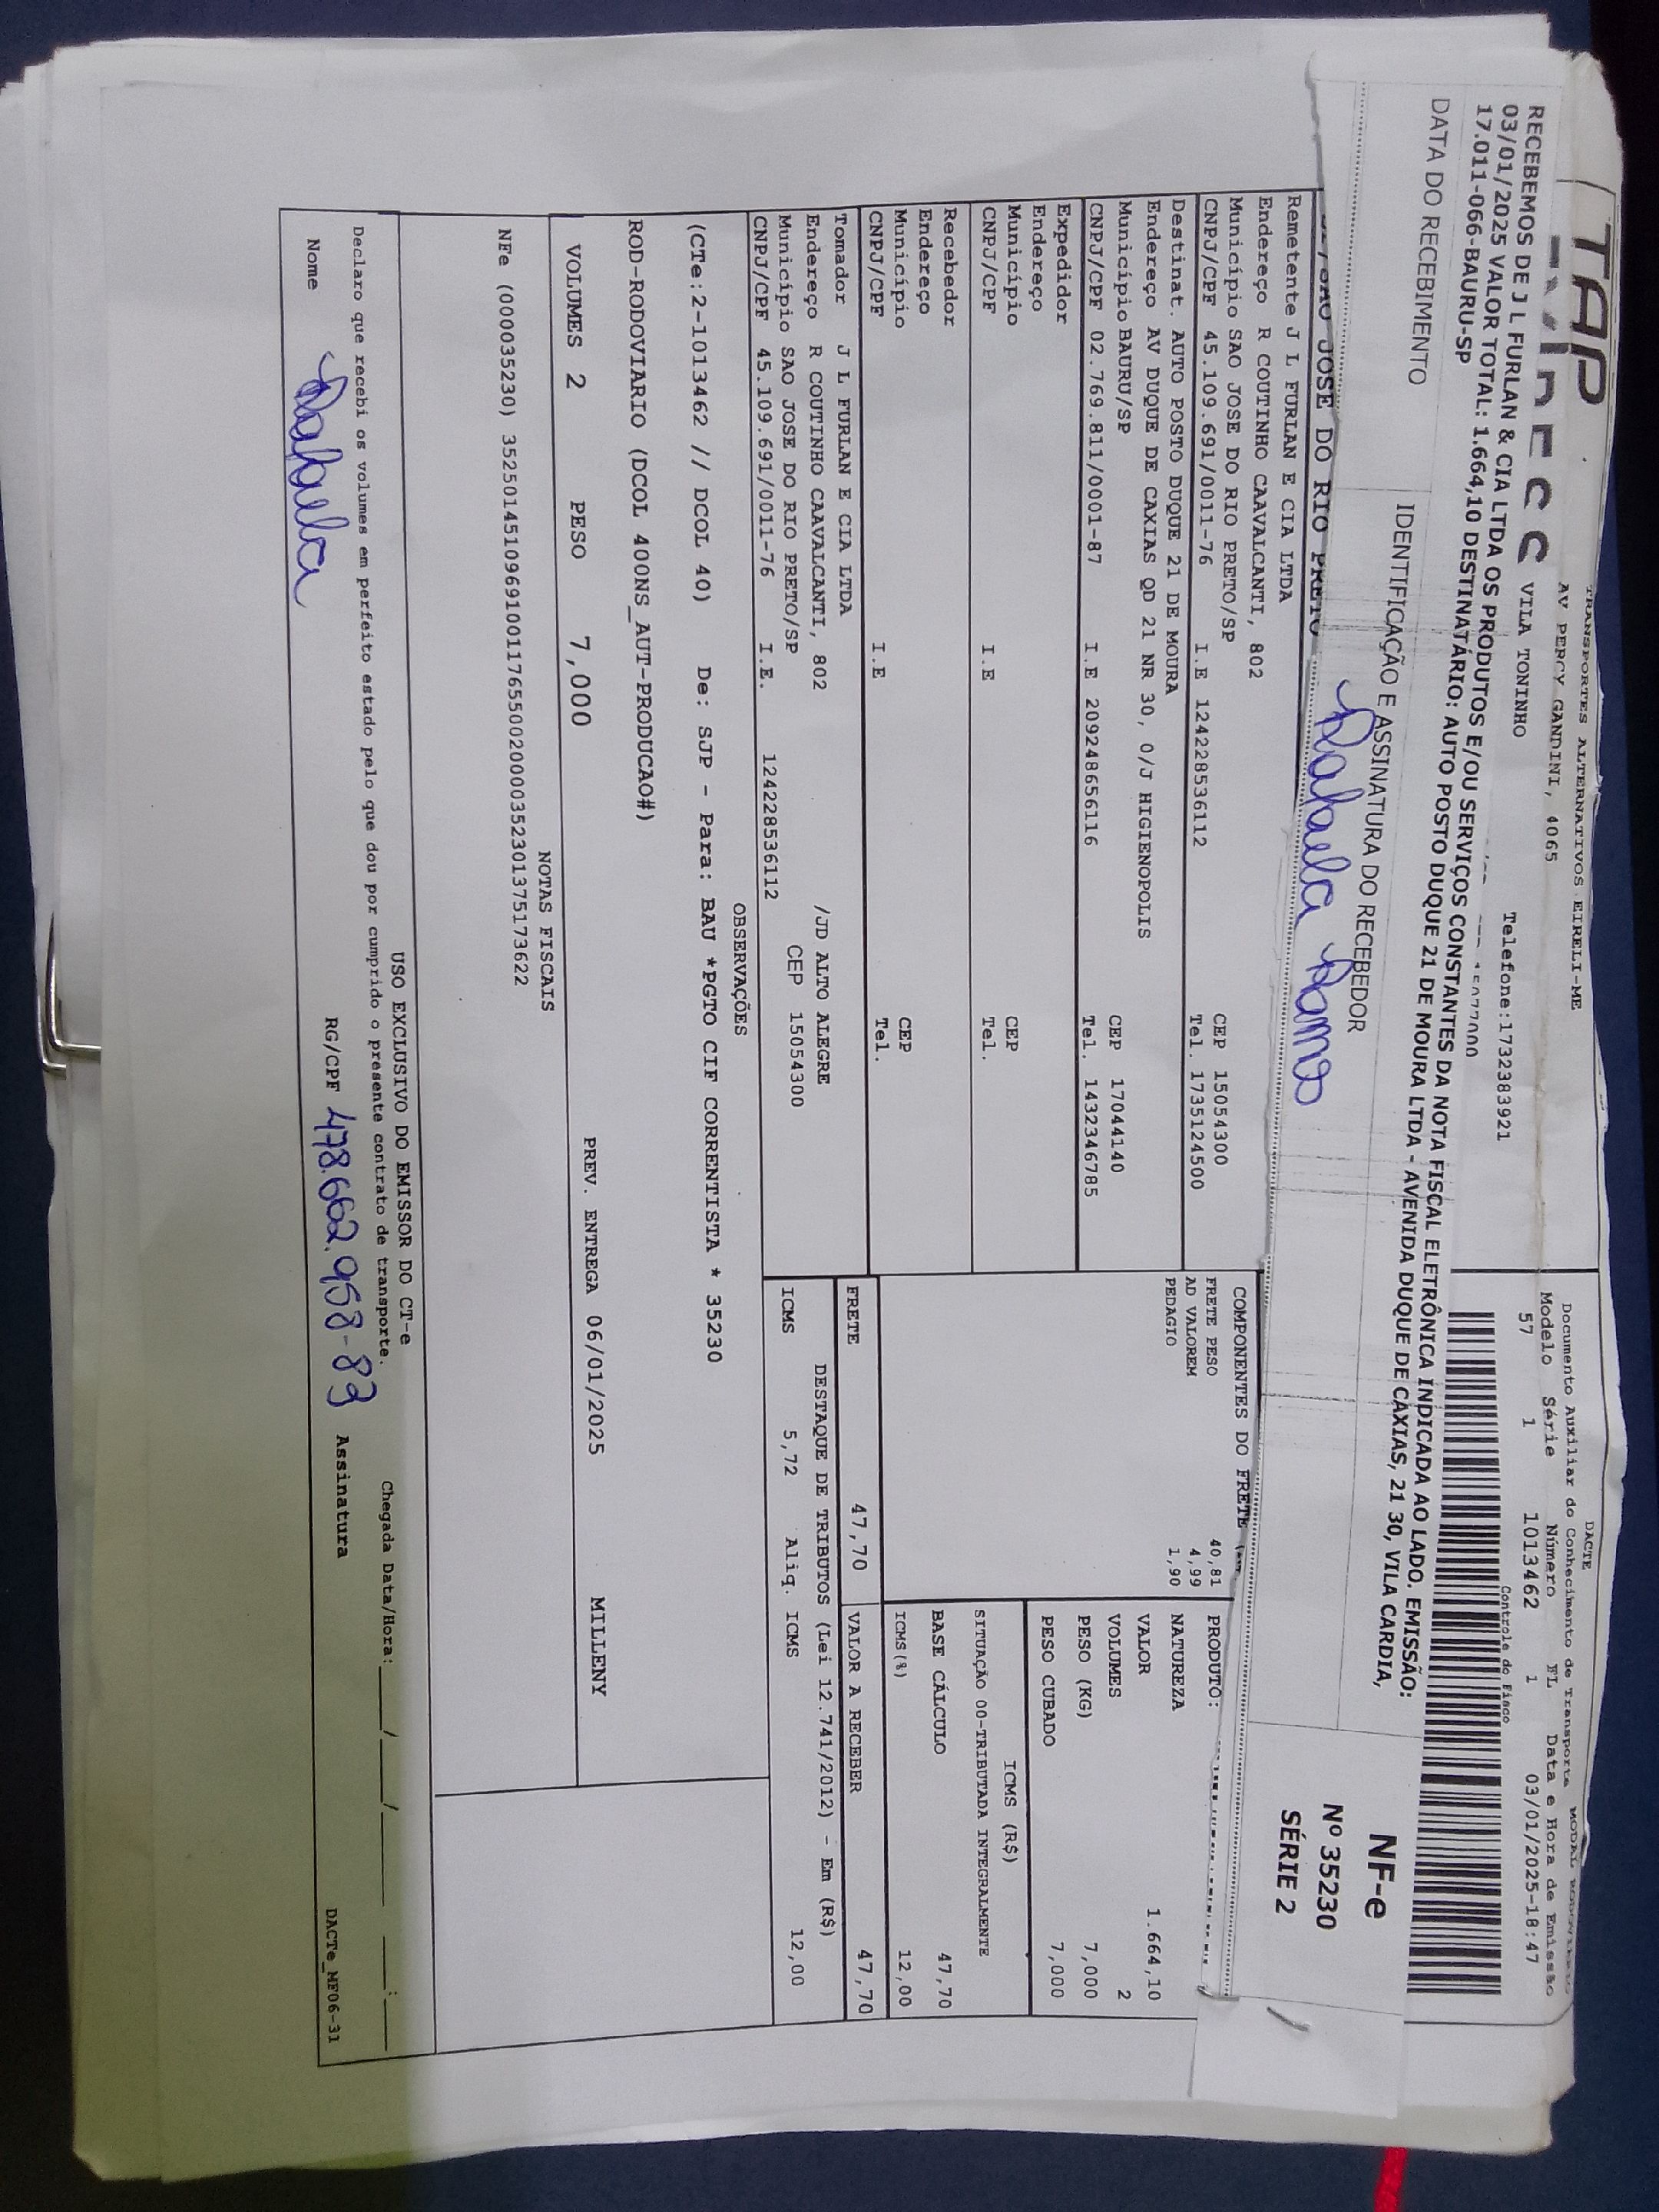 TAP
TRANSPORTES ALTERNATIVOS EIRELI-ME
AV PERCY GANDINI, 4065
VILA TONINHO
Telefone:1732383921
DACTE
Documento Auxiliar do Conhecimento de Transporte
Modelo Série Número FL Data e Hora de Emissão
57 1 1013462 1 03/01/2025-18:47
Controle do Fisco
RECEBEMOS DE J L FURLAN & CIA LTDA OS PRODUTOS E/OU SERVIÇOS CONSTANTES DA NOTA FISCAL ELETRÔNICA INDICADA AO LADO. EMISSÃO:
03/01/2025 VALOR TOTAL: 1.664,10 DESTINATÁRIO: AUTO POSTO DUQUE 21 DE MOURA LTDA - AVENIDA DUQUE DE CAXIAS, 21 30, VILA CARDIA,
17.011-066-BAURU-SP
DATA DO RECEBIMENTO
IDENTIFICAÇÃO E ASSINATURA DO RECEBEDOR
Rafaela Ramos
NF-e
Nº 35230
SÉRIE 2
JOSE DO RIO PRETO
Remetente J L FURLAN E CIA LTDA
Endereço R COUTINHO CAAVALCANTI, 802
Município SAO JOSE DO RIO PRETO/SP CEP 15054300
CNPJ/CPF 45.109.691/0011-76 I.E 124228536112 Tel. 1735124500
Destinat. AUTO POSTO DUQUE 21 DE MOURA
Endereço AV DUQUE DE CAXIAS QD 21 NR 30, 0/J HIGIENOPOLIS
Município BAURU/SP CEP 17044140
CNPJ/CPF 02.769.811/0001-87 I.E 209248656116 Tel. 1432346785
Expedidor
Endereço
Município CEP
CNPJ/CPF I.E Tel.
Recebedor
Endereço
Município CEP
CNPJ/CPF I.E Tel.
Tomador J L FURLAN E CIA LTDA
Endereço R COUTINHO CAAVALCANTI, 802 /JD ALTO ALEGRE
Município SAO JOSE DO RIO PRETO/SP CEP 15054300
CNPJ/CPF 45.109.691/0011-76 I.E. 124228536112
COMPONENTES DO FRETE
FRETE PESO 40,81
AD VALOREM 4,99
PEDAGIO 1,90
FRETE 47,70
PRODUTO:
NATUREZA
VALOR 1.664,10
VOLUMES 2
PESO (KG) 7,000
PESO CUBADO 7,000
ICMS (R$)
SITUAÇÃO 00-TRIBUTADA INTEGRALMENTE
BASE CÁLCULO 47,70
ICMS(%) 12,00
VALOR A RECEBER 47,70
DESTAQUE DE TRIBUTOS (Lei 12.741/2012) - Em (R$)
ICMS 5,72 Aliq. ICMS 12,00
OBSERVAÇÕES
(CTe:2-1013462 // DCOL 40) De: SJP - Para: BAU *PGTO CIF CORRENTISTA * 35230
ROD-RODOVIARIO (DCOL 400NS_AUT-PRODUCAO#)
VOLUMES 2 PESO 7,000 PREV. ENTREGA 06/01/2025 MILLENY
NOTAS FISCAIS
NFe (000035230) 35250145109691001176550020000352301375173622
USO EXCLUSIVO DO EMISSOR DO CT-e
Declaro que recebi os volumes em perfeito estado pelo que dou por cumprido o presente contrato de transporte. Chegada Data/Hora:____/____/____ ____:____
Nome Rafaela RG/CPF 478.662.958-83 Assinatura
DACTe_MF06-31